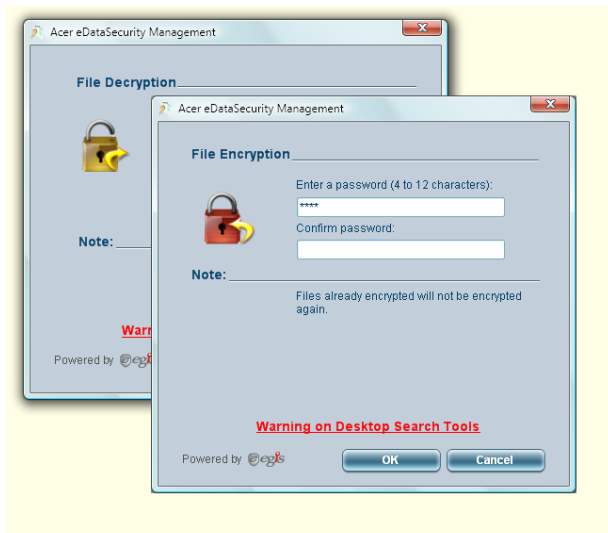 Acer eDataSecurity Management
File Decryption
Note:
Powered by
Acer eDataSecurity Management
File Encryption
Enter a password (4 to 12 characters):
****
Confirm password:
Note:
Files already encrypted will not be encrypted
again.
Warning on Desktop Search Tools
Powered by egis
OK
Cancel